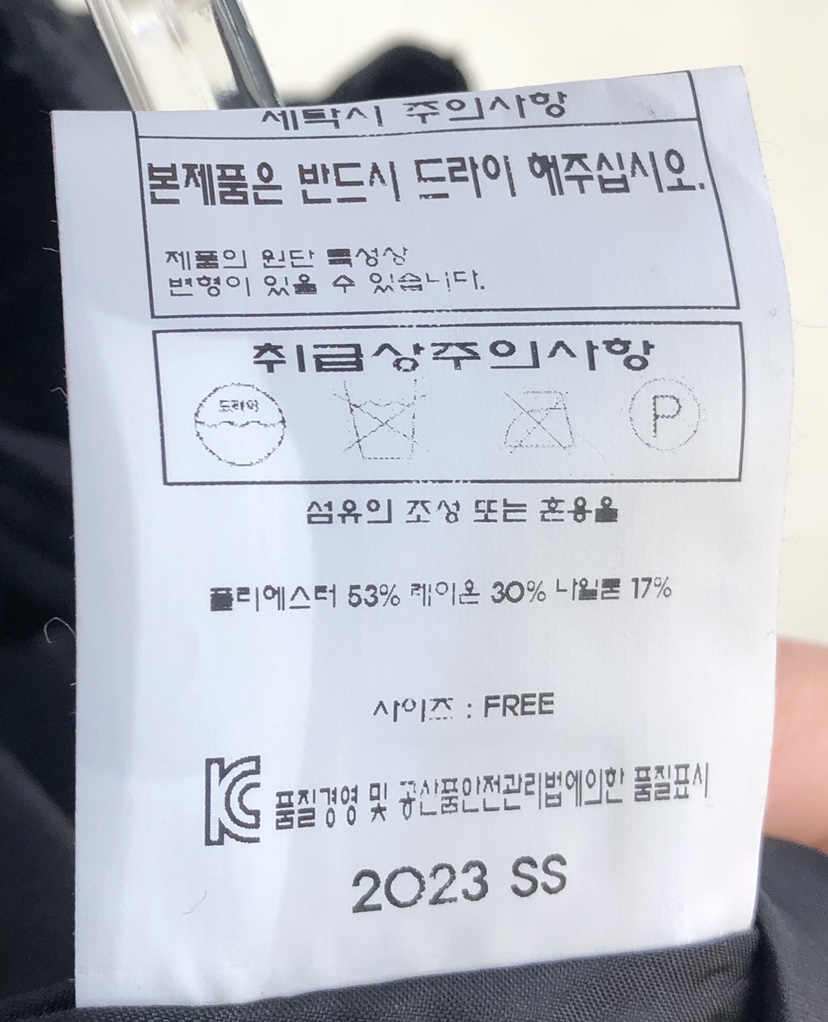 세탁시 주의사항
본제품은 반드시 드라이 해주십시오.
제품의 원단 특성상
변형이 있을 수 있습니다.
취급상주의사항
드라이
P
섬유의 조성 또는 혼용율
폴리에스터 53% 레이온 30% 나일론 17%
사이즈 : FREE
KC 품질경영 및 공산품안전관리법에의한 품질표시
2023 SS